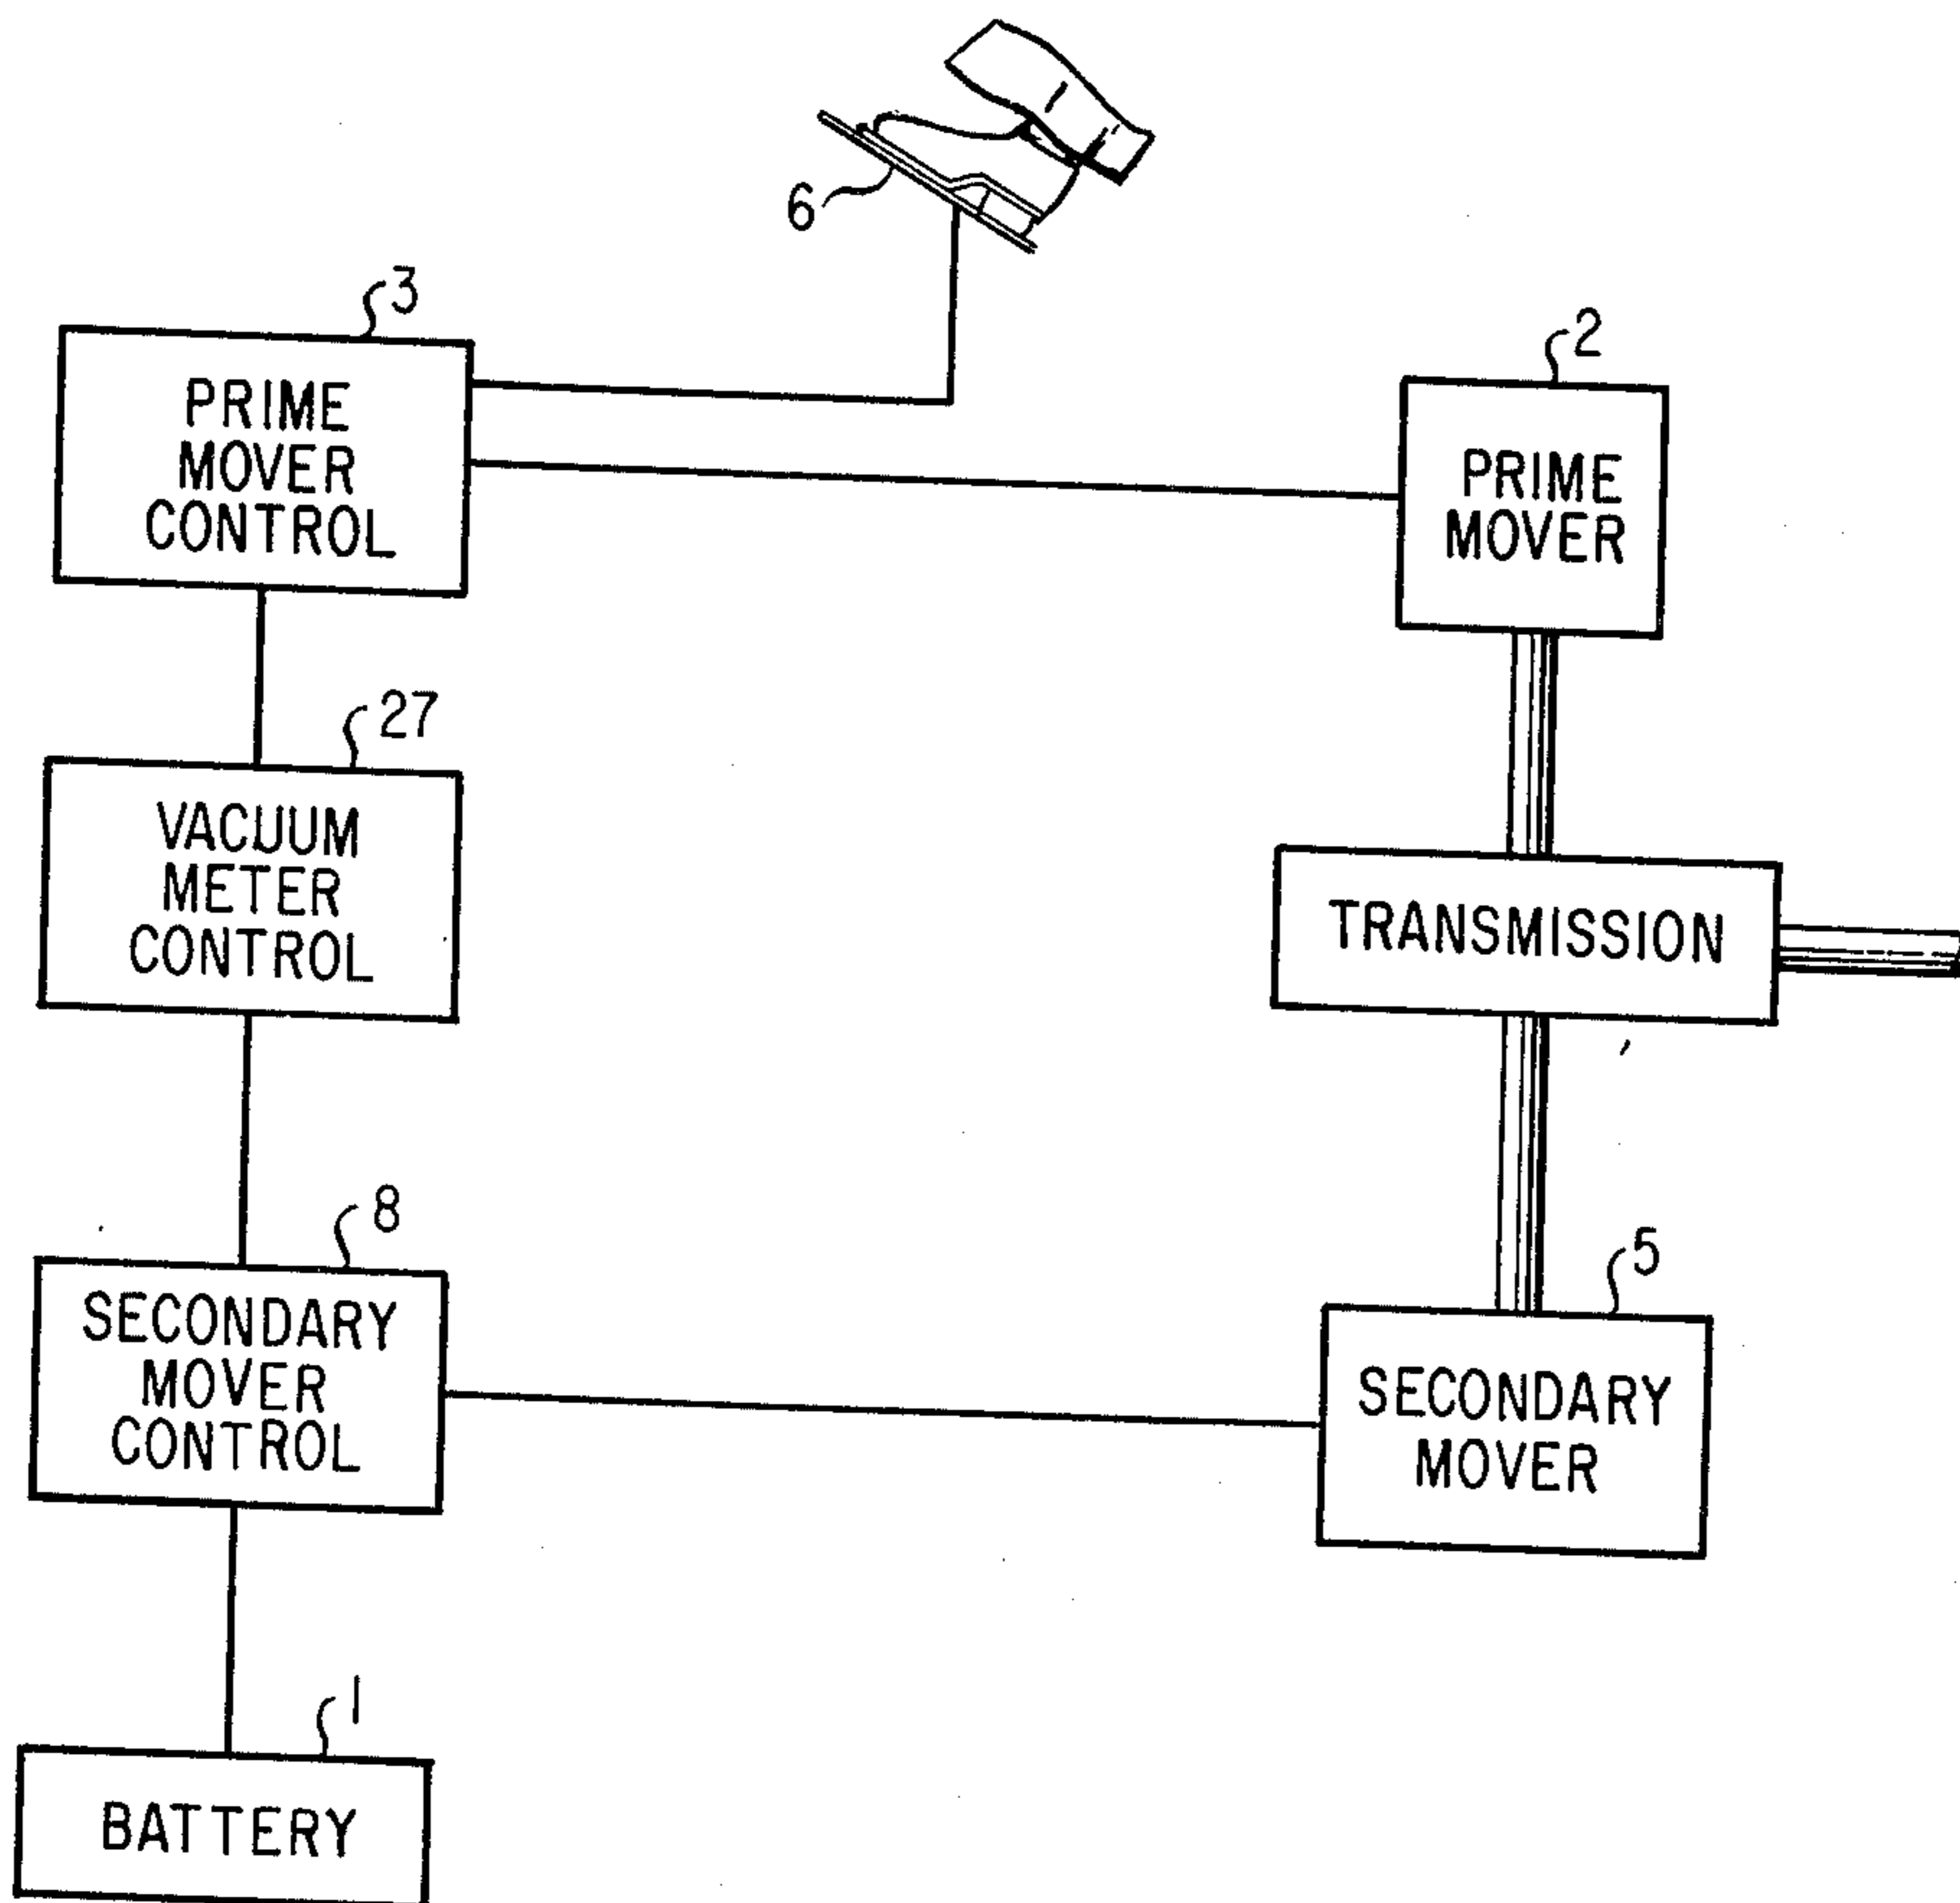 6
3
PRIME
MOVER
CONTROL
2
PRIME
MOVER
27
VACUUM
METER
CONTROL
TRANSMISSION
8
SECONDARY
MOVER
CONTROL
5
SECONDARY
MOVER
1
BATTERY